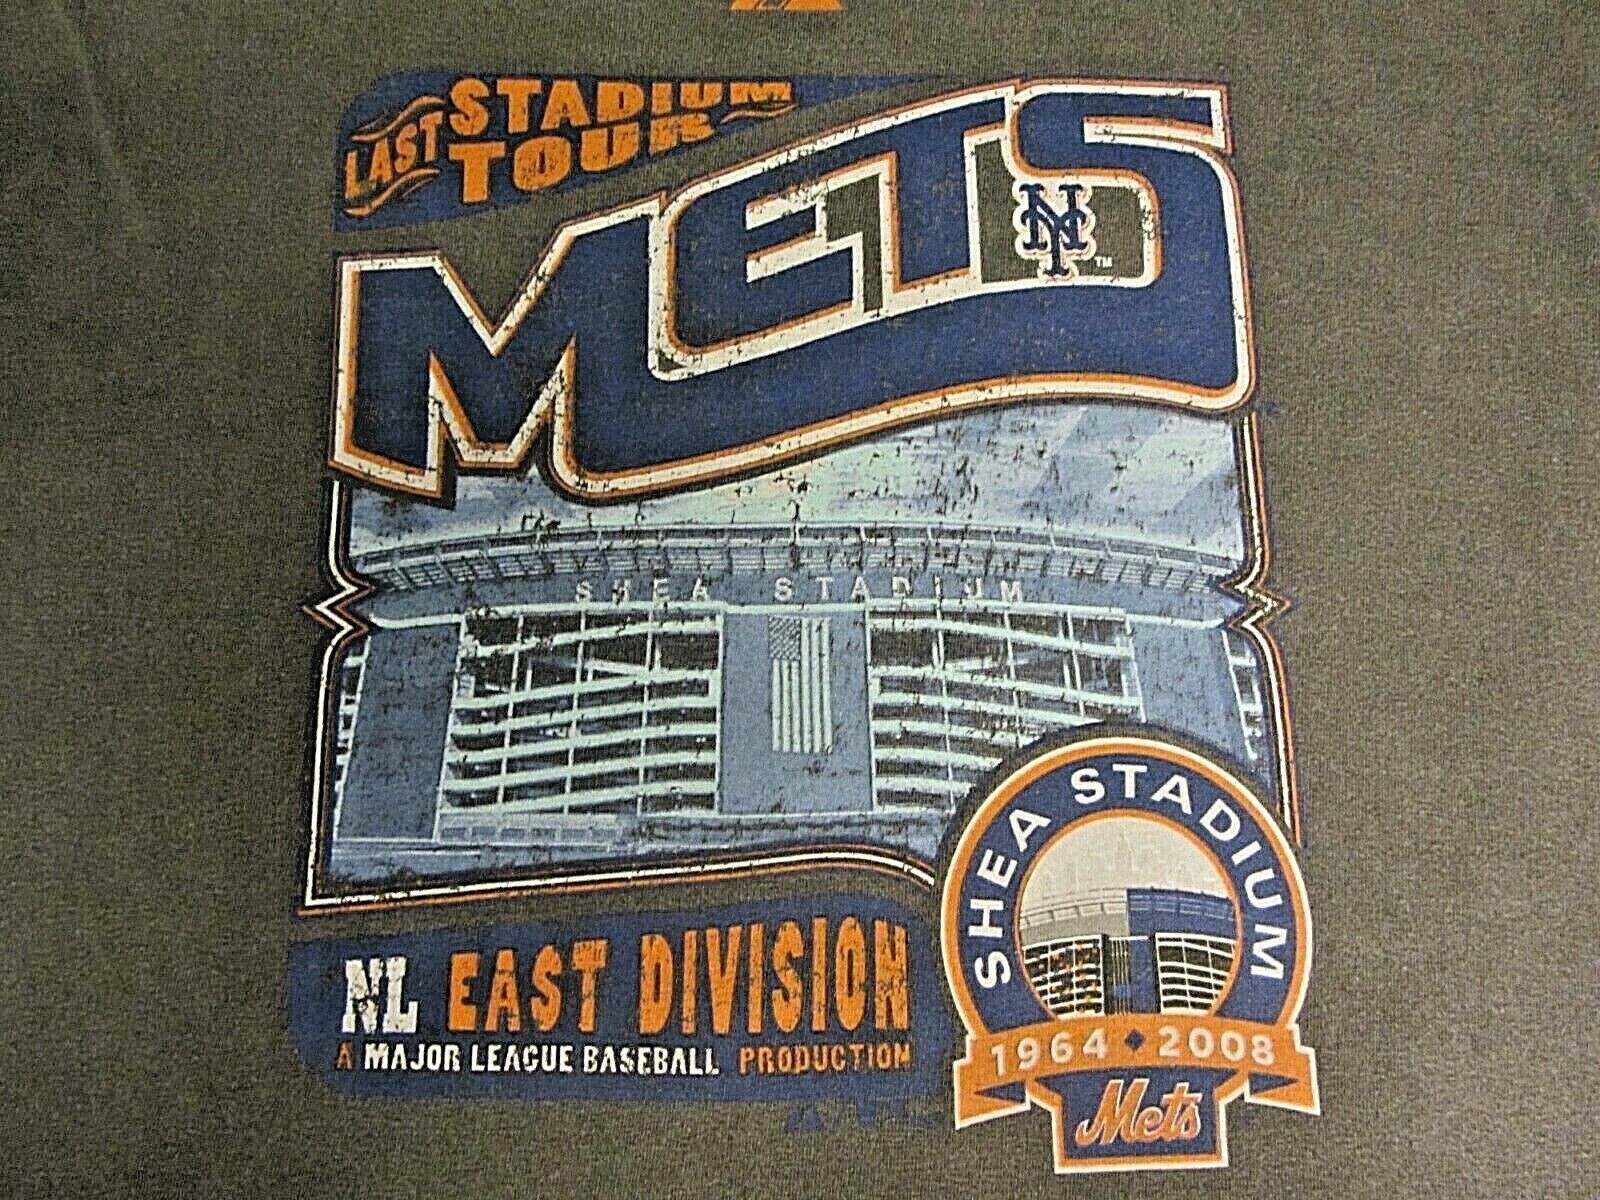 LAST STADIUM
TOUR
METS
NY
TM
SHEA STADIUM
SHEA STADIUM
1964 ◆ 2008
Mets
NL EAST DIVISION
A MAJOR LEAGUE BASEBALL PRODUCTION